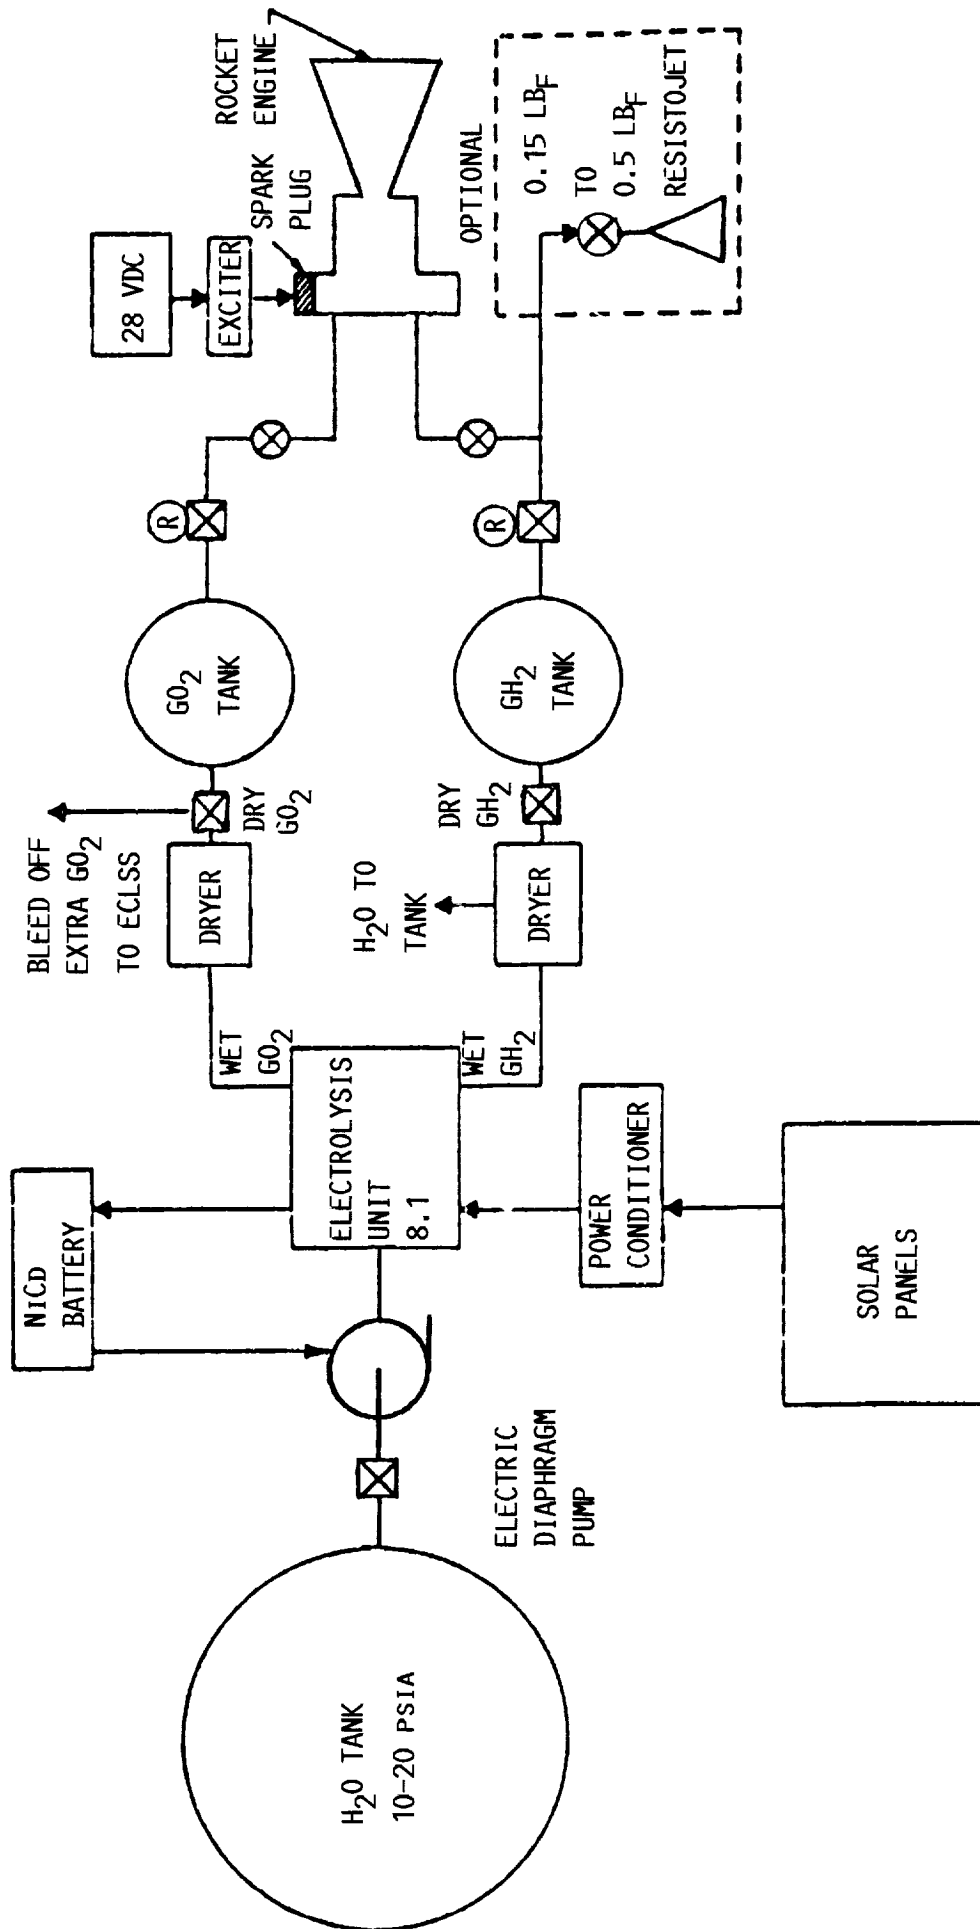 H₂O TANK
10-20 PSIA
ELECTRIC
DIAPHRAGM
PUMP
NiCd
BATTERY
ELECTROLYSIS
UNIT
8.1
POWER
CONDITIONER
SOLAR
PANELS
WET
GO₂
WET
GH₂
BLEED OFF
EXTRA GO₂
TO ECLSS
DRYER
DRY
GO₂
H₂O TO
TANK
DRYER
DRY
GH₂
GO₂
TANK
GH₂
TANK
R
R
28 VDC
EXCITER
SPARK
PLUG
ROCKET
ENGINE
OPTIONAL
0.15 LBF
TO
0.5 LBF
RESISTOJET